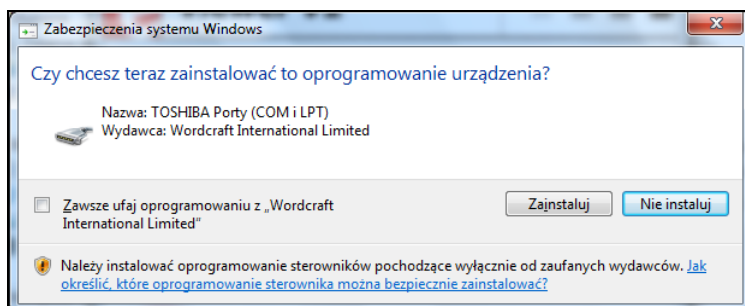 Zabezpieczenia systemu Windows
Czy chcesz teraz zainstalować to oprogramowanie urządzenia?
Nazwa: TOSHIBA Porty (COM i LPT)
Wydawca: Wordcraft International Limited
Zawsze ufaj oprogramowaniu z „Wordcraft
International Limited”
Zainstaluj
Nie instaluj
Należy instalować oprogramowanie sterowników pochodzące wyłącznie od zaufanych wydawców. Jak
określić, które oprogramowanie sterownika można bezpiecznie zainstalować?